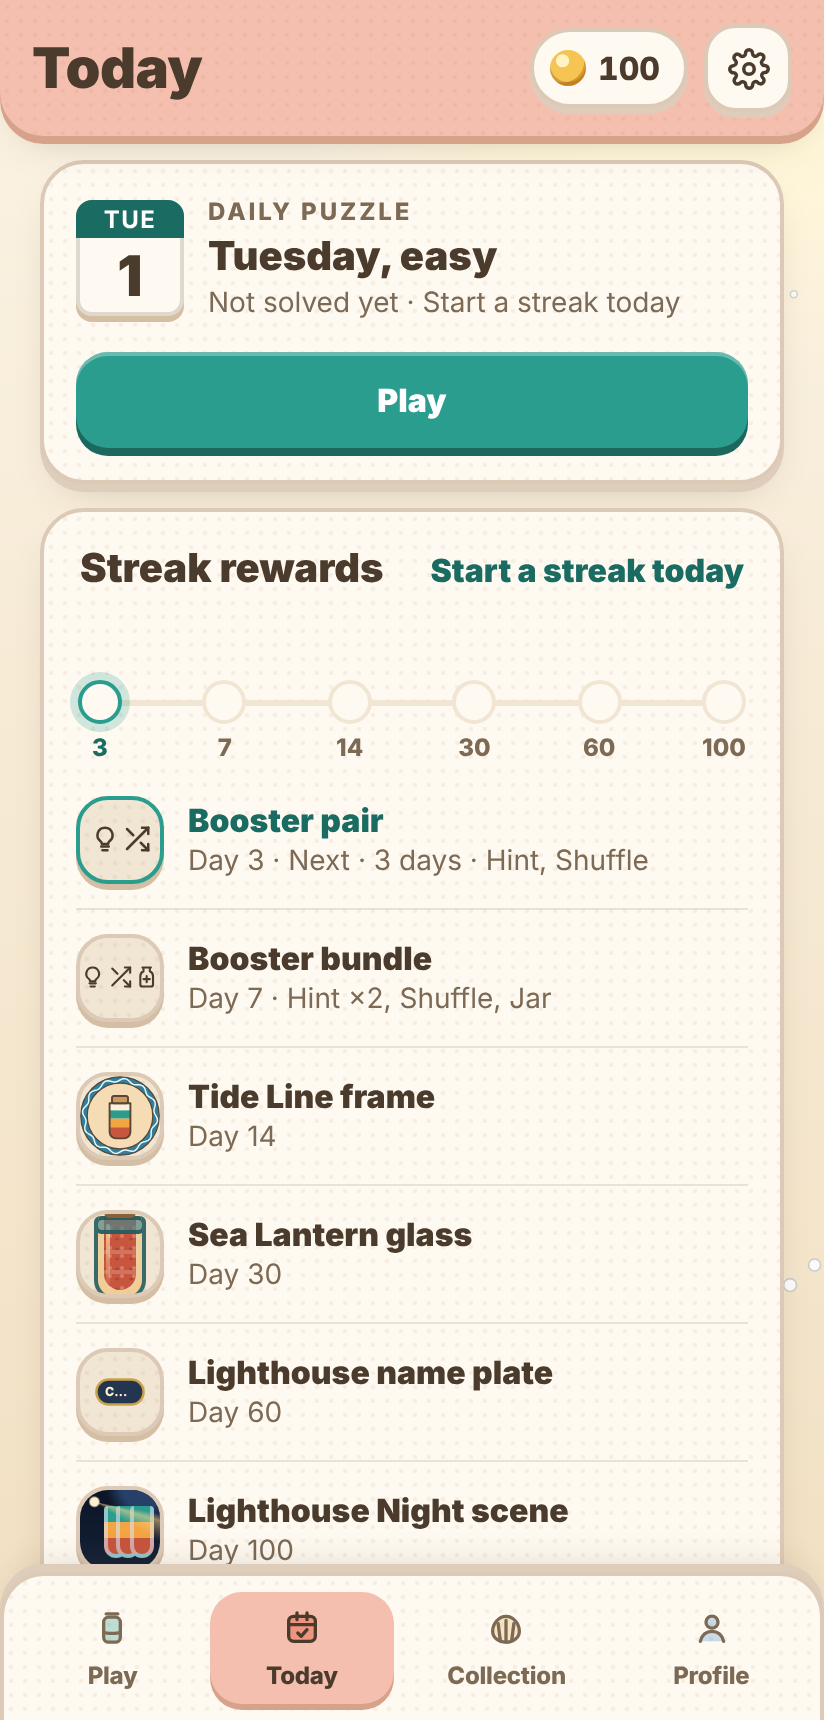 Today
100
TUE
1
DAILY PUZZLE
Tuesday, easy
Not solved yet · Start a streak today
Play
Streak rewards
Start a streak today
3 7 14 30 60 100
Booster pair
Day 3 · Next · 3 days · Hint, Shuffle
Booster bundle
Day 7 · Hint ×2, Shuffle, Jar
Tide Line frame
Day 14
Sea Lantern glass
Day 30
C...
Lighthouse name plate
Day 60
Lighthouse Night scene
Day 100
Play
Today
Collection
Profile